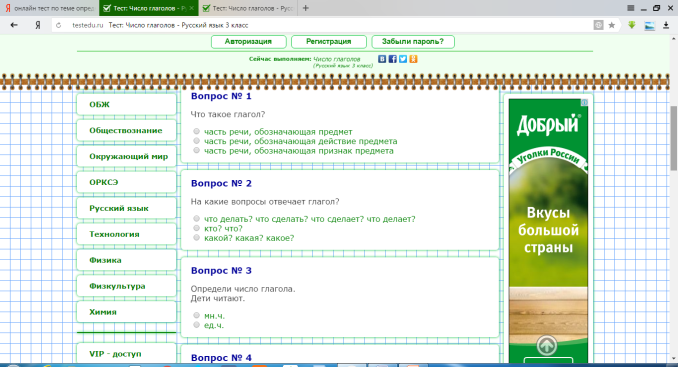 онлайн тест по теме опред
Тест: Число глаголов - Ру
Тест: Число глаголов - Рус
testedu.ru Тест: Число глаголов - Русский язык 3 класс
Авторизация
Регистрация
Забыли пароль?
Сейчас выполняем: Число глаголов
(Русский язык 3 класс)
ОБЖ
Обществознание
Окружающий мир
ОРКСЭ
Русский язык
Технология
Физика
Физкультура
Химия
VIP - доступ
Вопрос № 1
Что такое глагол?
часть речи, обозначающая предмет
часть речи, обозначающая действие предмета
часть речи, обозначающая признак предмета
Вопрос № 2
На какие вопросы отвечает глагол?
что делать? что сделать? что сделает? что делает?
кто? что?
какой? какая? какое?
Вопрос № 3
Определи число глагола.
Дети читают.
мн.ч.
ед.ч.
Вопрос № 4
Добрый
Уголки России
Вкусы
большой
страны